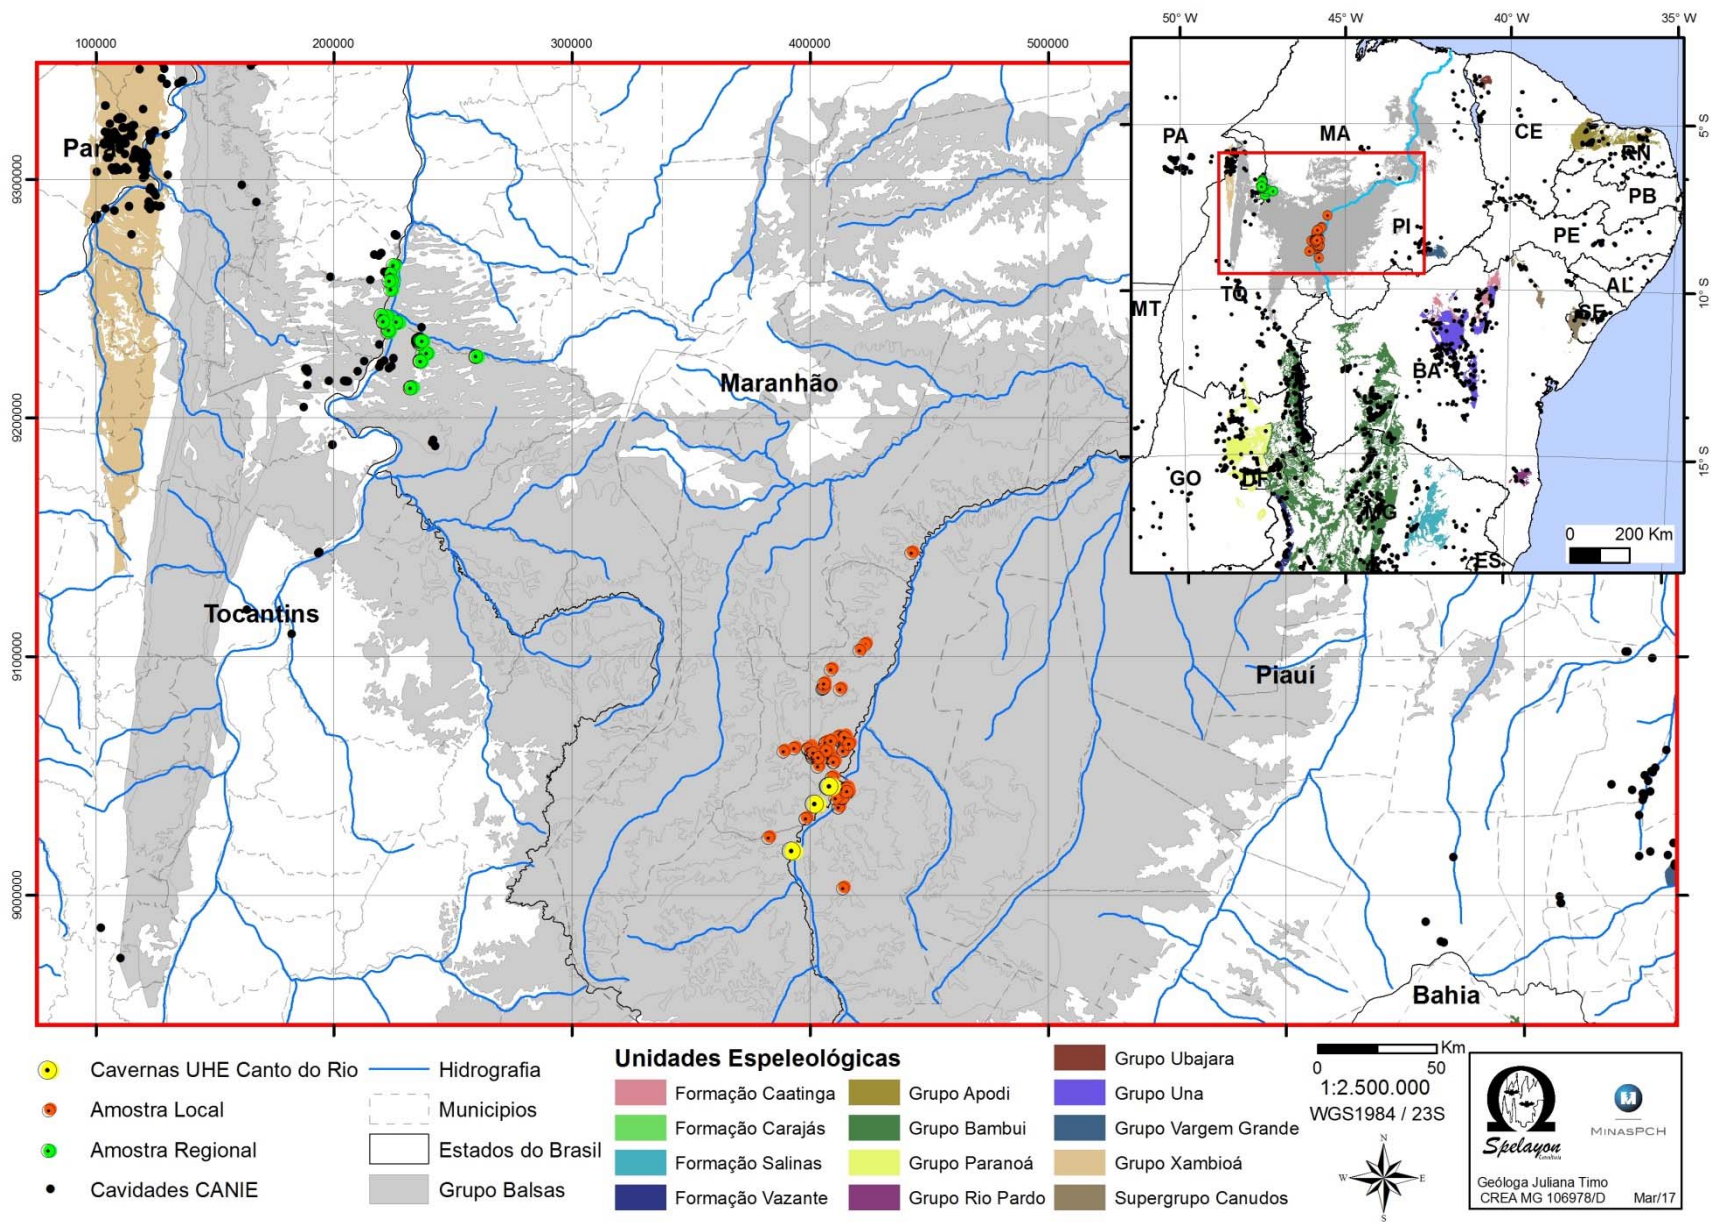 50° W 45° W 40° W 35° W
100000 200000 300000 400000 500000
5° S
10° S
15° S
PA MA CE RN PB PI PE AL SE TO MT BA GO DF MG ES
0 200 Km
9300000
9200000
9100000
9000000
Pará
Maranhão
Tocantins
Piauí
Bahia
Cavernas UHE Canto do Rio
Amostra Local
Amostra Regional
Cavidades CANIE
Hidrografia
Municipios
Estados do Brasil
Grupo Balsas
Unidades Espeleológicas
Formação Caatinga
Formação Carajás
Formação Salinas
Formação Vazante
Grupo Apodi
Grupo Bambui
Grupo Paranoá
Grupo Rio Pardo
Grupo Ubajara
Grupo Una
Grupo Vargem Grande
Grupo Xambioá
Supergrupo Canudos
Km
0 50
1:2.500.000
WGS1984 / 23S
N
W E
S
Spelayon
Consultoria
MINASPCH
Geóloga Juliana Timo
CREA MG 106978/D Mar/17